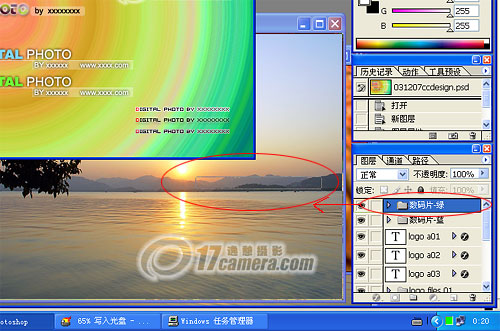 PHOTO
by xxxxxxxx
ITAL PHOTO
BY xxxxxx www.xxxx.com
ITAL PHOTO
BY xxxxxx www.xxxx.com
DIGITAL PHOTO BY XXXXXXXX
DIGITAL PHOTO BY XXXXXXXX
DIGITAL PHOTO BY XXXXXXXX
G 255
B 255
历史记录 动作 工具预设
031207ccdesign.psd
打开
新图层
图层 通道 路径
正常 不透明度: 100%
锁定: 填充: 100%
数码片-绿
数码片-蓝
T logo a01
T logo a02
T logo a03
logo files 01
17camera.com
otoshop 65% 写入光盘 - ... Windows 任务管理器 0:20